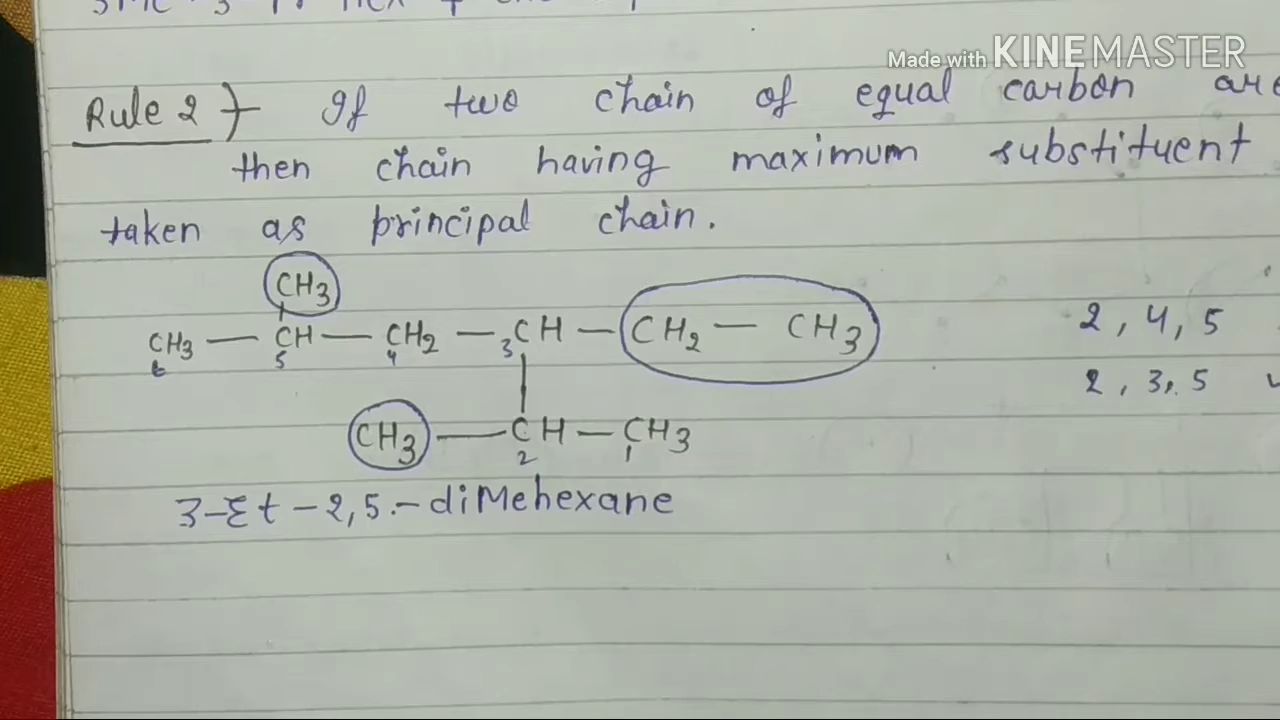 Made with KINEMASTER
Rule 2 If two chain of equal carbon are
then chain having maximum substituent
taken as principal chain.
CH3
CH3 — CH — CH2 — CH — CH2 — CH3
6 5 4 3
2, 4, 5
2, 3, 5
CH3 — CH — CH3
2 1
3-Et-2,5.-diMehexane